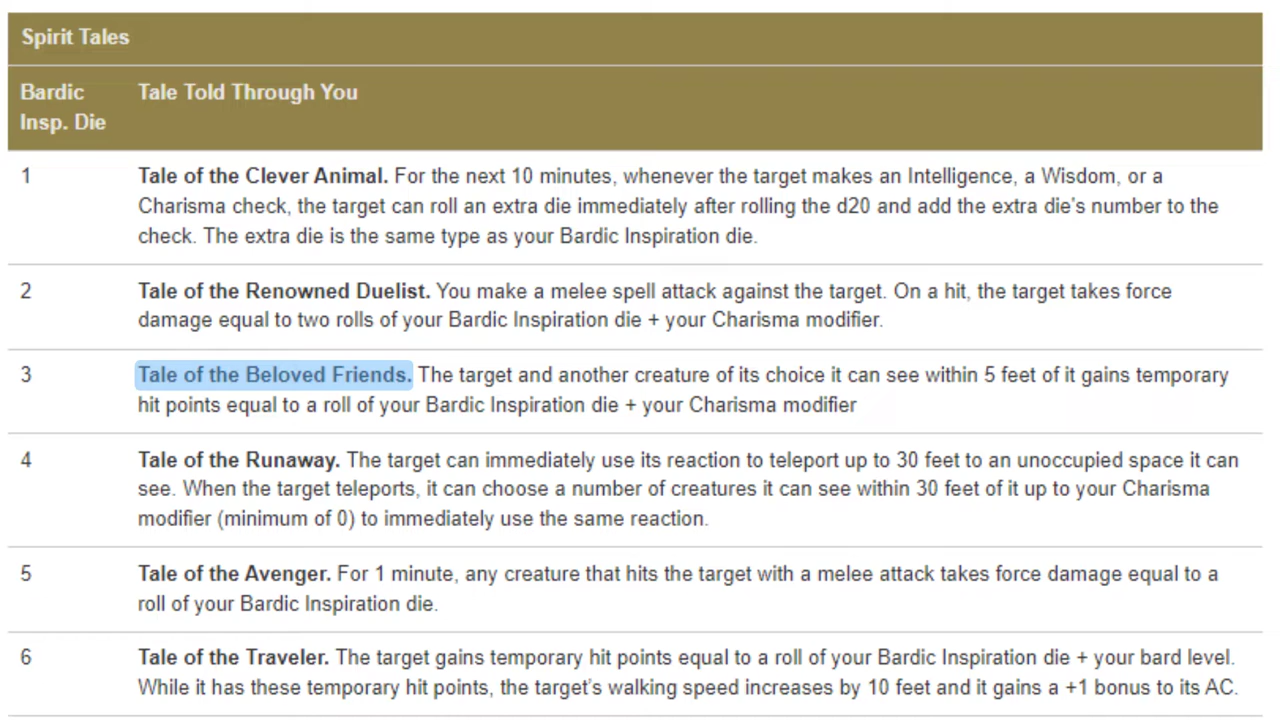 Spirit Tales
Bardic Tale Told Through You
Insp. Die
1 Tale of the Clever Animal. For the next 10 minutes, whenever the target makes an Intelligence, a Wisdom, or a
Charisma check, the target can roll an extra die immediately after rolling the d20 and add the extra die's number to the
check. The extra die is the same type as your Bardic Inspiration die.
2 Tale of the Renowned Duelist. You make a melee spell attack against the target. On a hit, the target takes force
damage equal to two rolls of your Bardic Inspiration die + your Charisma modifier.
3 Tale of the Beloved Friends. The target and another creature of its choice it can see within 5 feet of it gains temporary
hit points equal to a roll of your Bardic Inspiration die + your Charisma modifier
4 Tale of the Runaway. The target can immediately use its reaction to teleport up to 30 feet to an unoccupied space it can
see. When the target teleports, it can choose a number of creatures it can see within 30 feet of it up to your Charisma
modifier (minimum of 0) to immediately use the same reaction.
5 Tale of the Avenger. For 1 minute, any creature that hits the target with a melee attack takes force damage equal to a
roll of your Bardic Inspiration die.
6 Tale of the Traveler. The target gains temporary hit points equal to a roll of your Bardic Inspiration die + your bard level.
While it has these temporary hit points, the target's walking speed increases by 10 feet and it gains a +1 bonus to its AC.